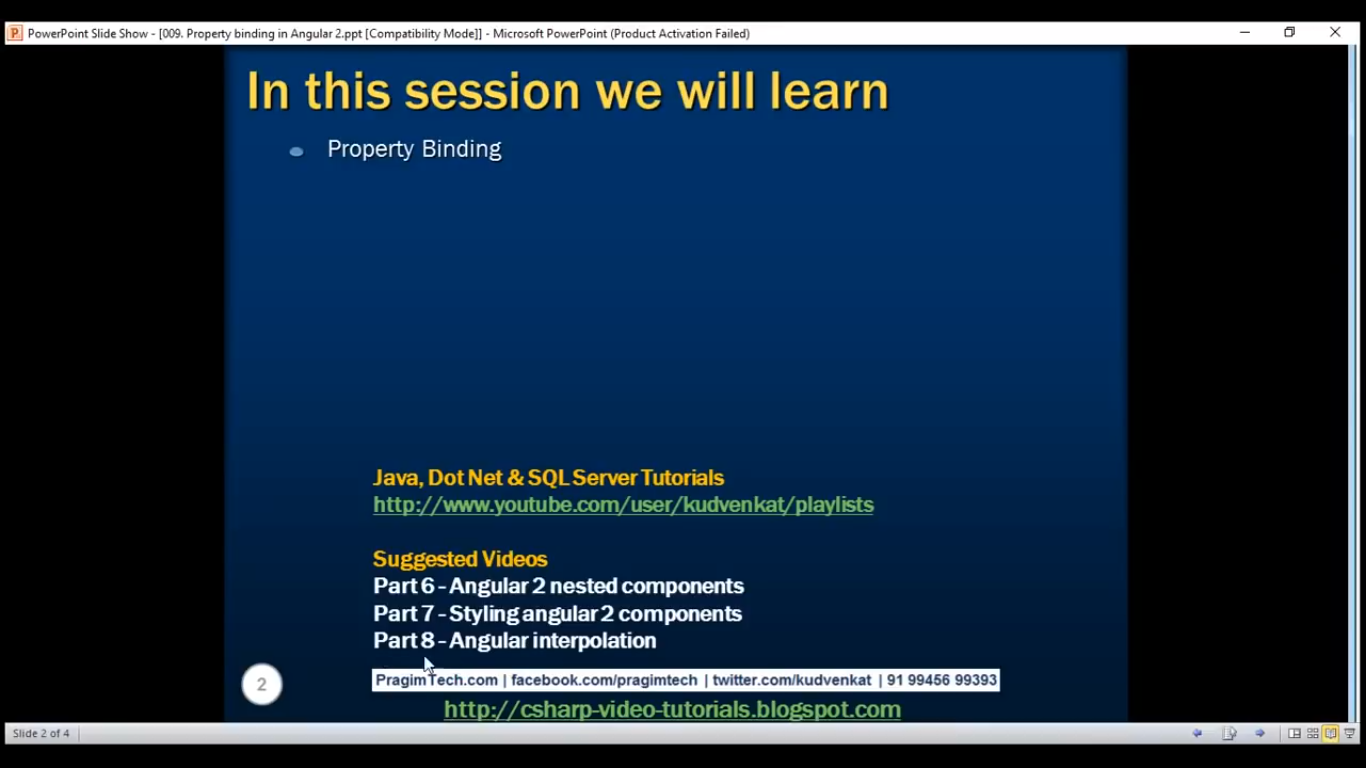 PowerPoint Slide Show - [009. Property binding in Angular 2.ppt [Compatibility Mode]] - Microsoft PowerPoint (Product Activation Failed)
In this session we will learn
Property Binding
Java, Dot Net & SQL Server Tutorials
http://www.youtube.com/user/kudvenkat/playlists
Suggested Videos
Part 6 - Angular 2 nested components
Part 7 - Styling angular 2 components
Part 8 - Angular interpolation
2
PragimTech.com | facebook.com/pragimtech | twitter.com/kudvenkat | 91 99456 99393
http://csharp-video-tutorials.blogspot.com
Slide 2 of 4